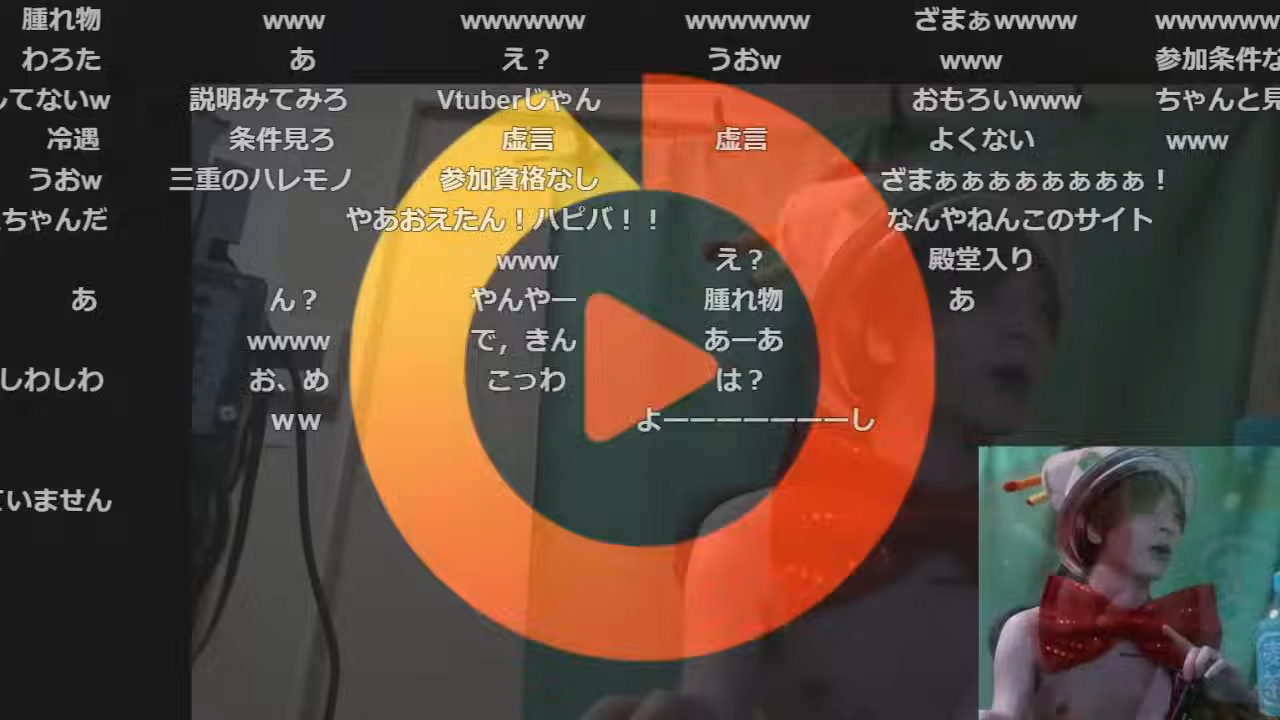 腫れ物 www wwwwww wwwwww ざまぁwwww wwwwww
わろた あ え？ うおw www 参加条件な
してないw 説明みてみろ Vtuberじゃん おもろいwww ちゃんと見
冷遇 条件見ろ 虚言 虚言 よくない www
うおw 三重のハレモノ 参加資格なし ざまぁぁぁぁぁぁぁぁ！
ちゃんだ やあおえたん！ハピバ！！ なんやねんこのサイト
www え？ 殿堂入り
あ ん？ やんやー 腫れ物 あ
wwww で，きん あーあ
しわしわ お、め こっわ は？
ww よーーーーーーーし
ていません